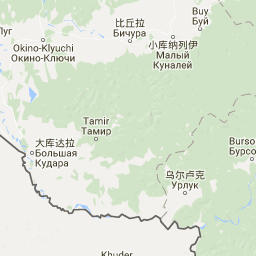 Луг
Okino-Klyuchi
Окино-Ключи
比丘拉
Бичура
Buy
Буй
小库纳列伊
Малый
Куналей
Tamir
Тамир
大库达拉
Большая
Кудара
乌尔卢克
Урлук
Burso
Бурсо
Khuder